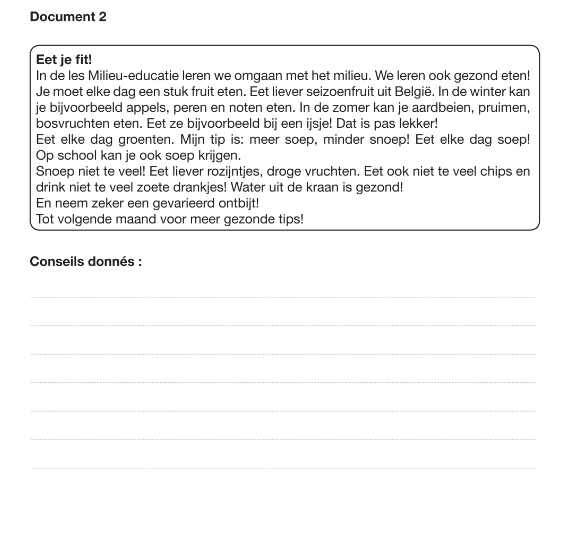 Document 2
Eet je fit!
In de les Milieu-educatie leren we omgaan met het milieu. We leren ook gezond eten!
Je moet elke dag een stuk fruit eten. Eet liever seizoenfruit uit België. In de winter kan
je bijvoorbeeld appels, peren en noten eten. In de zomer kan je aardbeien, pruimen,
bosvruchten eten. Eet ze bijvoorbeeld bij een ijsje! Dat is pas lekker!
Eet elke dag groenten. Mijn tip is: meer soep, minder snoep! Eet elke dag soep!
Op school kan je ook soep krijgen.
Snoep niet te veel! Eet liever rozijntjes, droge vruchten. Eet ook niet te veel chips en
drink niet te veel zoete drankjes! Water uit de kraan is gezond!
En neem zeker een gevarieerd ontbijt!
Tot volgende maand voor meer gezonde tips!
Conseils donnés :